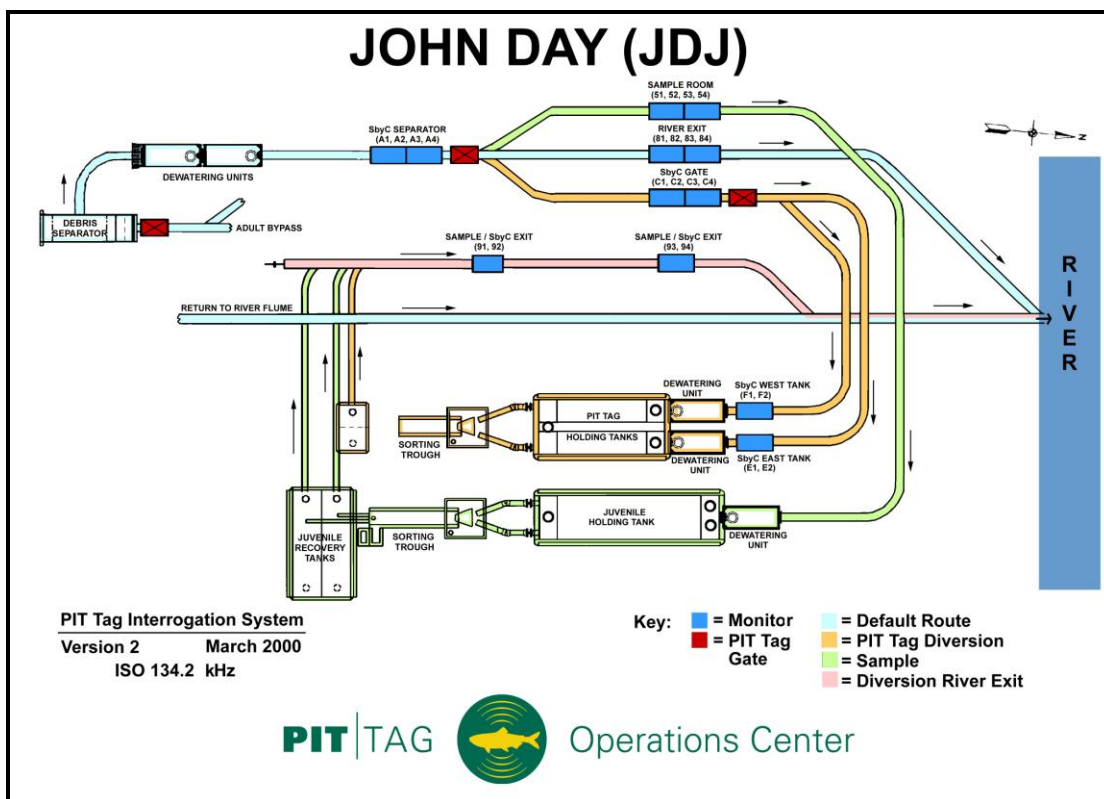 JOHN DAY (JDJ)
SAMPLE ROOM
(51, 52, 53, 54)
SbyC SEPARATOR
(A1, A2, A3, A4)
RIVER EXIT
(81, 82, 83, 84)
N
DEWATERING UNITS
SbyC GATE
(C1, C2, C3, C4)
DEBRIS
SEPARATOR
ADULT BYPASS
SAMPLE / SbyC EXIT
(91, 92)
SAMPLE / SbyC EXIT
(93, 94)
RIVER
RETURN TO RIVER FLUME
DEWATERING
UNIT
SbyC WEST TANK
(F1, F2)
PIT TAG
HOLDING TANKS
SORTING
TROUGH
DEWATERING
UNIT
SbyC EAST TANK
(E1, E2)
JUVENILE
HOLDING TANK
JUVENILE
RECOVERY
TANKS
SORTING
TROUGH
DEWATERING
UNIT
PIT Tag Interrogation System
Version 2 March 2000
ISO 134.2 kHz
Key: = Monitor
= PIT Tag
Gate
= Default Route
= PIT Tag Diversion
= Sample
= Diversion River Exit
PIT TAG Operations Center